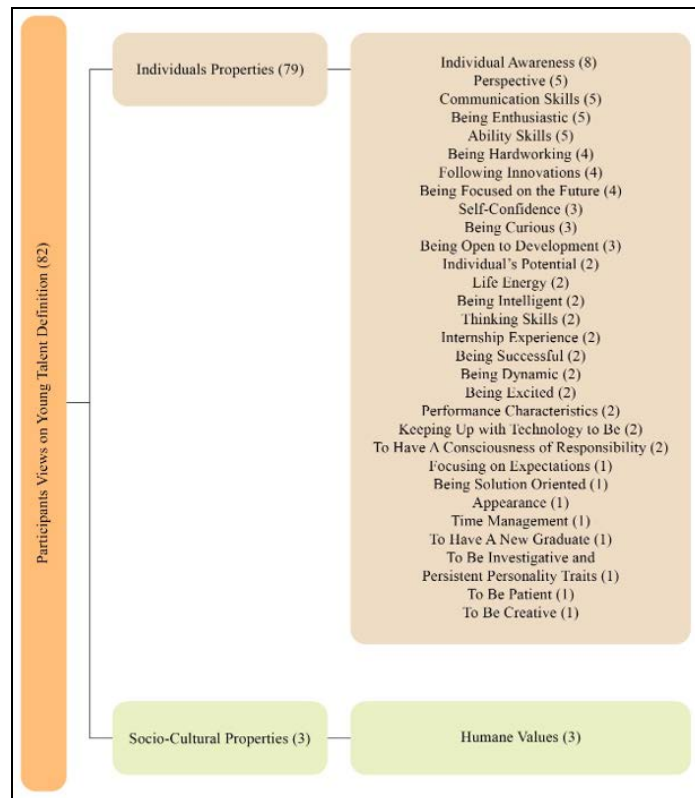 Participants Views on Young Talent Definition (82)
Individuals Properties (79)
Individual Awareness (8)
Perspective (5)
Communication Skills (5)
Being Enthusiastic (5)
Ability Skills (5)
Being Hardworking (4)
Following Innovations (4)
Being Focused on the Future (4)
Self-Confidence (3)
Being Curious (3)
Being Open to Development (3)
Individual's Potential (2)
Life Energy (2)
Being Intelligent (2)
Thinking Skills (2)
Internship Experience (2)
Being Successful (2)
Being Dynamic (2)
Being Excited (2)
Performance Characteristics (2)
Keeping Up with Technology to Be (2)
To Have A Consciousness of Responsibility (2)
Focusing on Expectations (1)
Being Solution Oriented (1)
Appearance (1)
Time Management (1)
To Have A New Graduate (1)
To Be Investigative and
Persistent Personality Traits (1)
To Be Patient (1)
To Be Creative (1)
Socio-Cultural Properties (3)
Humane Values (3)